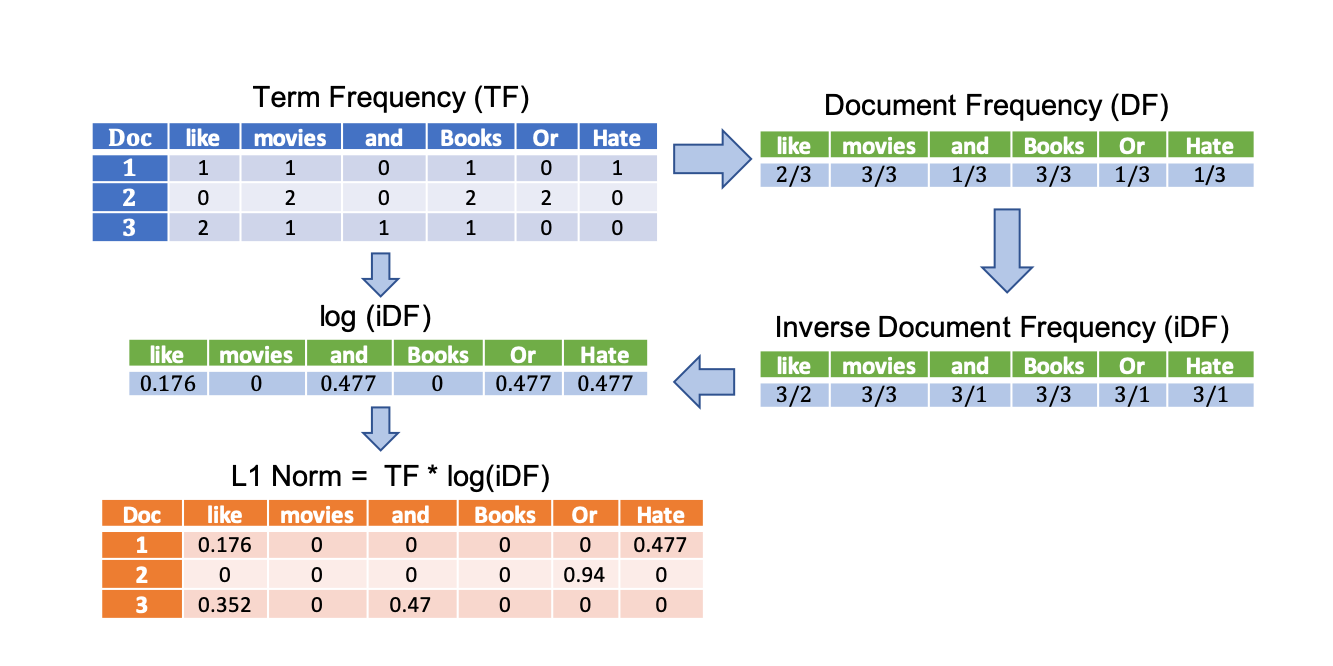 Term Frequency (TF)
Doc like movies and Books Or Hate
1 1 1 0 1 0 1
2 0 2 0 2 2 0
3 2 1 1 1 0 0
Document Frequency (DF)
like movies and Books Or Hate
2/3 3/3 1/3 3/3 1/3 1/3
log (iDF)
like movies and Books Or Hate
0.176 0 0.477 0 0.477 0.477
Inverse Document Frequency (iDF)
like movies and Books Or Hate
3/2 3/3 3/1 3/3 3/1 3/1
L1 Norm = TF * log(iDF)
Doc like movies and Books Or Hate
1 0.176 0 0 0 0 0.477
2 0 0 0 0 0.94 0
3 0.352 0 0.47 0 0 0